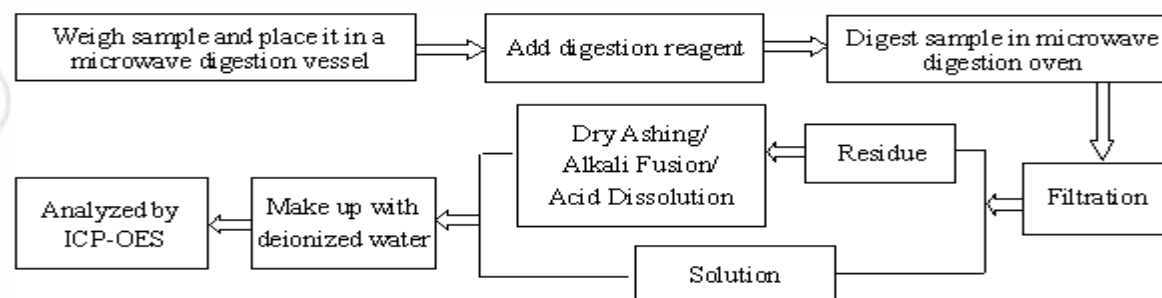 Weigh sample and place it in a
microwave digestion vessel
Add digestion reagent
Digest sample in microwave
digestion oven
Filtration
Residue
Dry Ashing/
Alkali Fusion/
Acid Dissolution
Solution
Make up with
deionized water
Analyzed by
ICP-OES